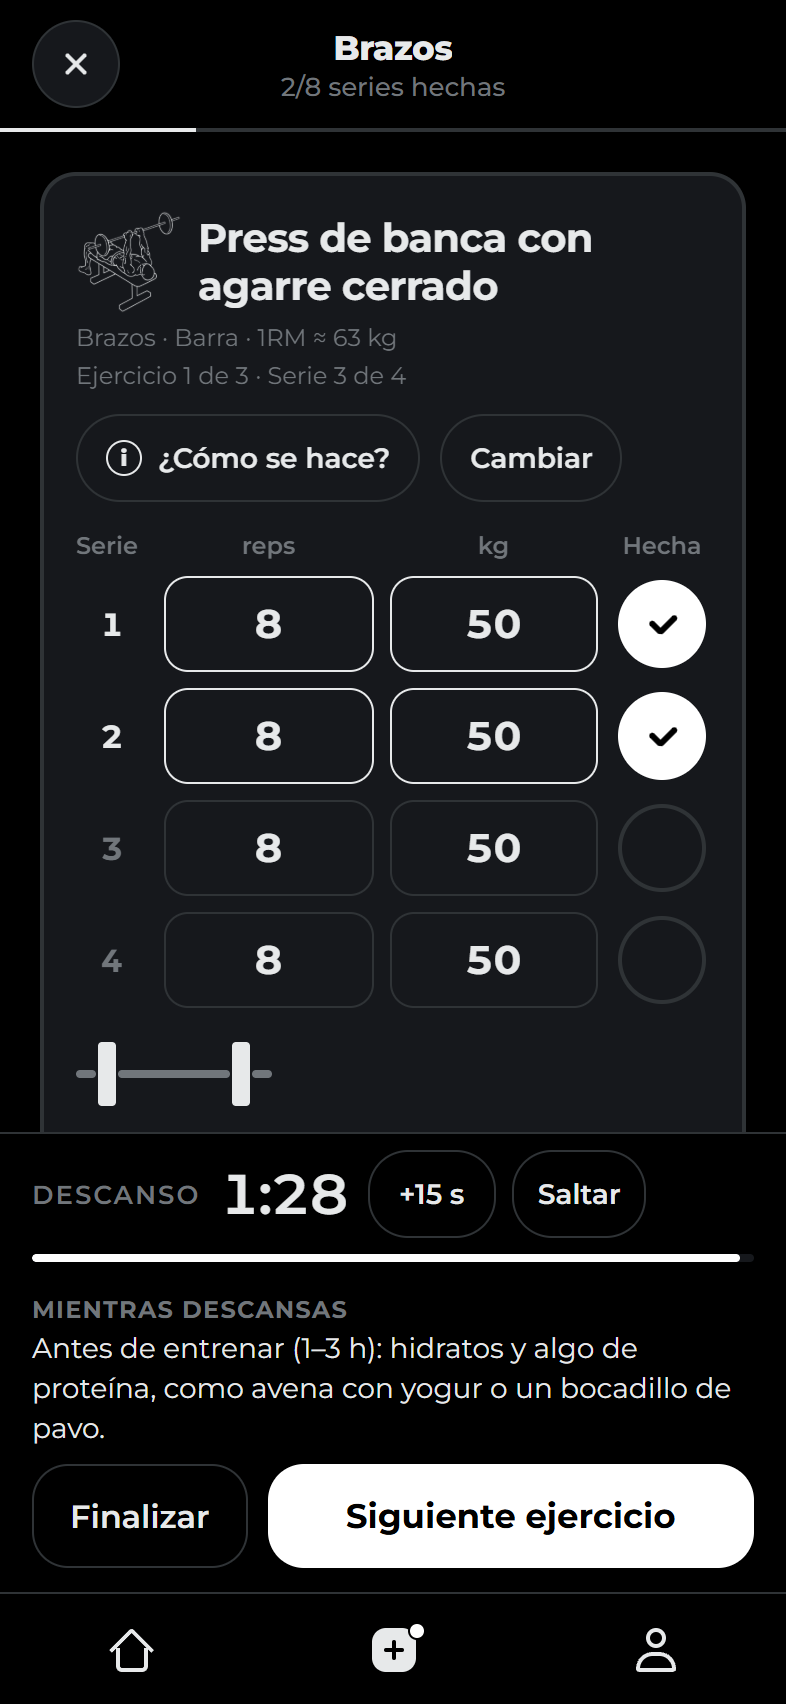 Brazos
2/8 series hechas
Press de banca con
agarre cerrado
Brazos · Barra · 1RM ≈ 63 kg
Ejercicio 1 de 3 · Serie 3 de 4
¿Cómo se hace? Cambiar
Serie reps kg Hecha
1 8 50
2 8 50
3 8 50
4 8 50
DESCANSO 1:28 +15 s Saltar
MIENTRAS DESCANSAS
Antes de entrenar (1–3 h): hidratos y algo de
proteína, como avena con yogur o un bocadillo de
pavo.
Finalizar Siguiente ejercicio